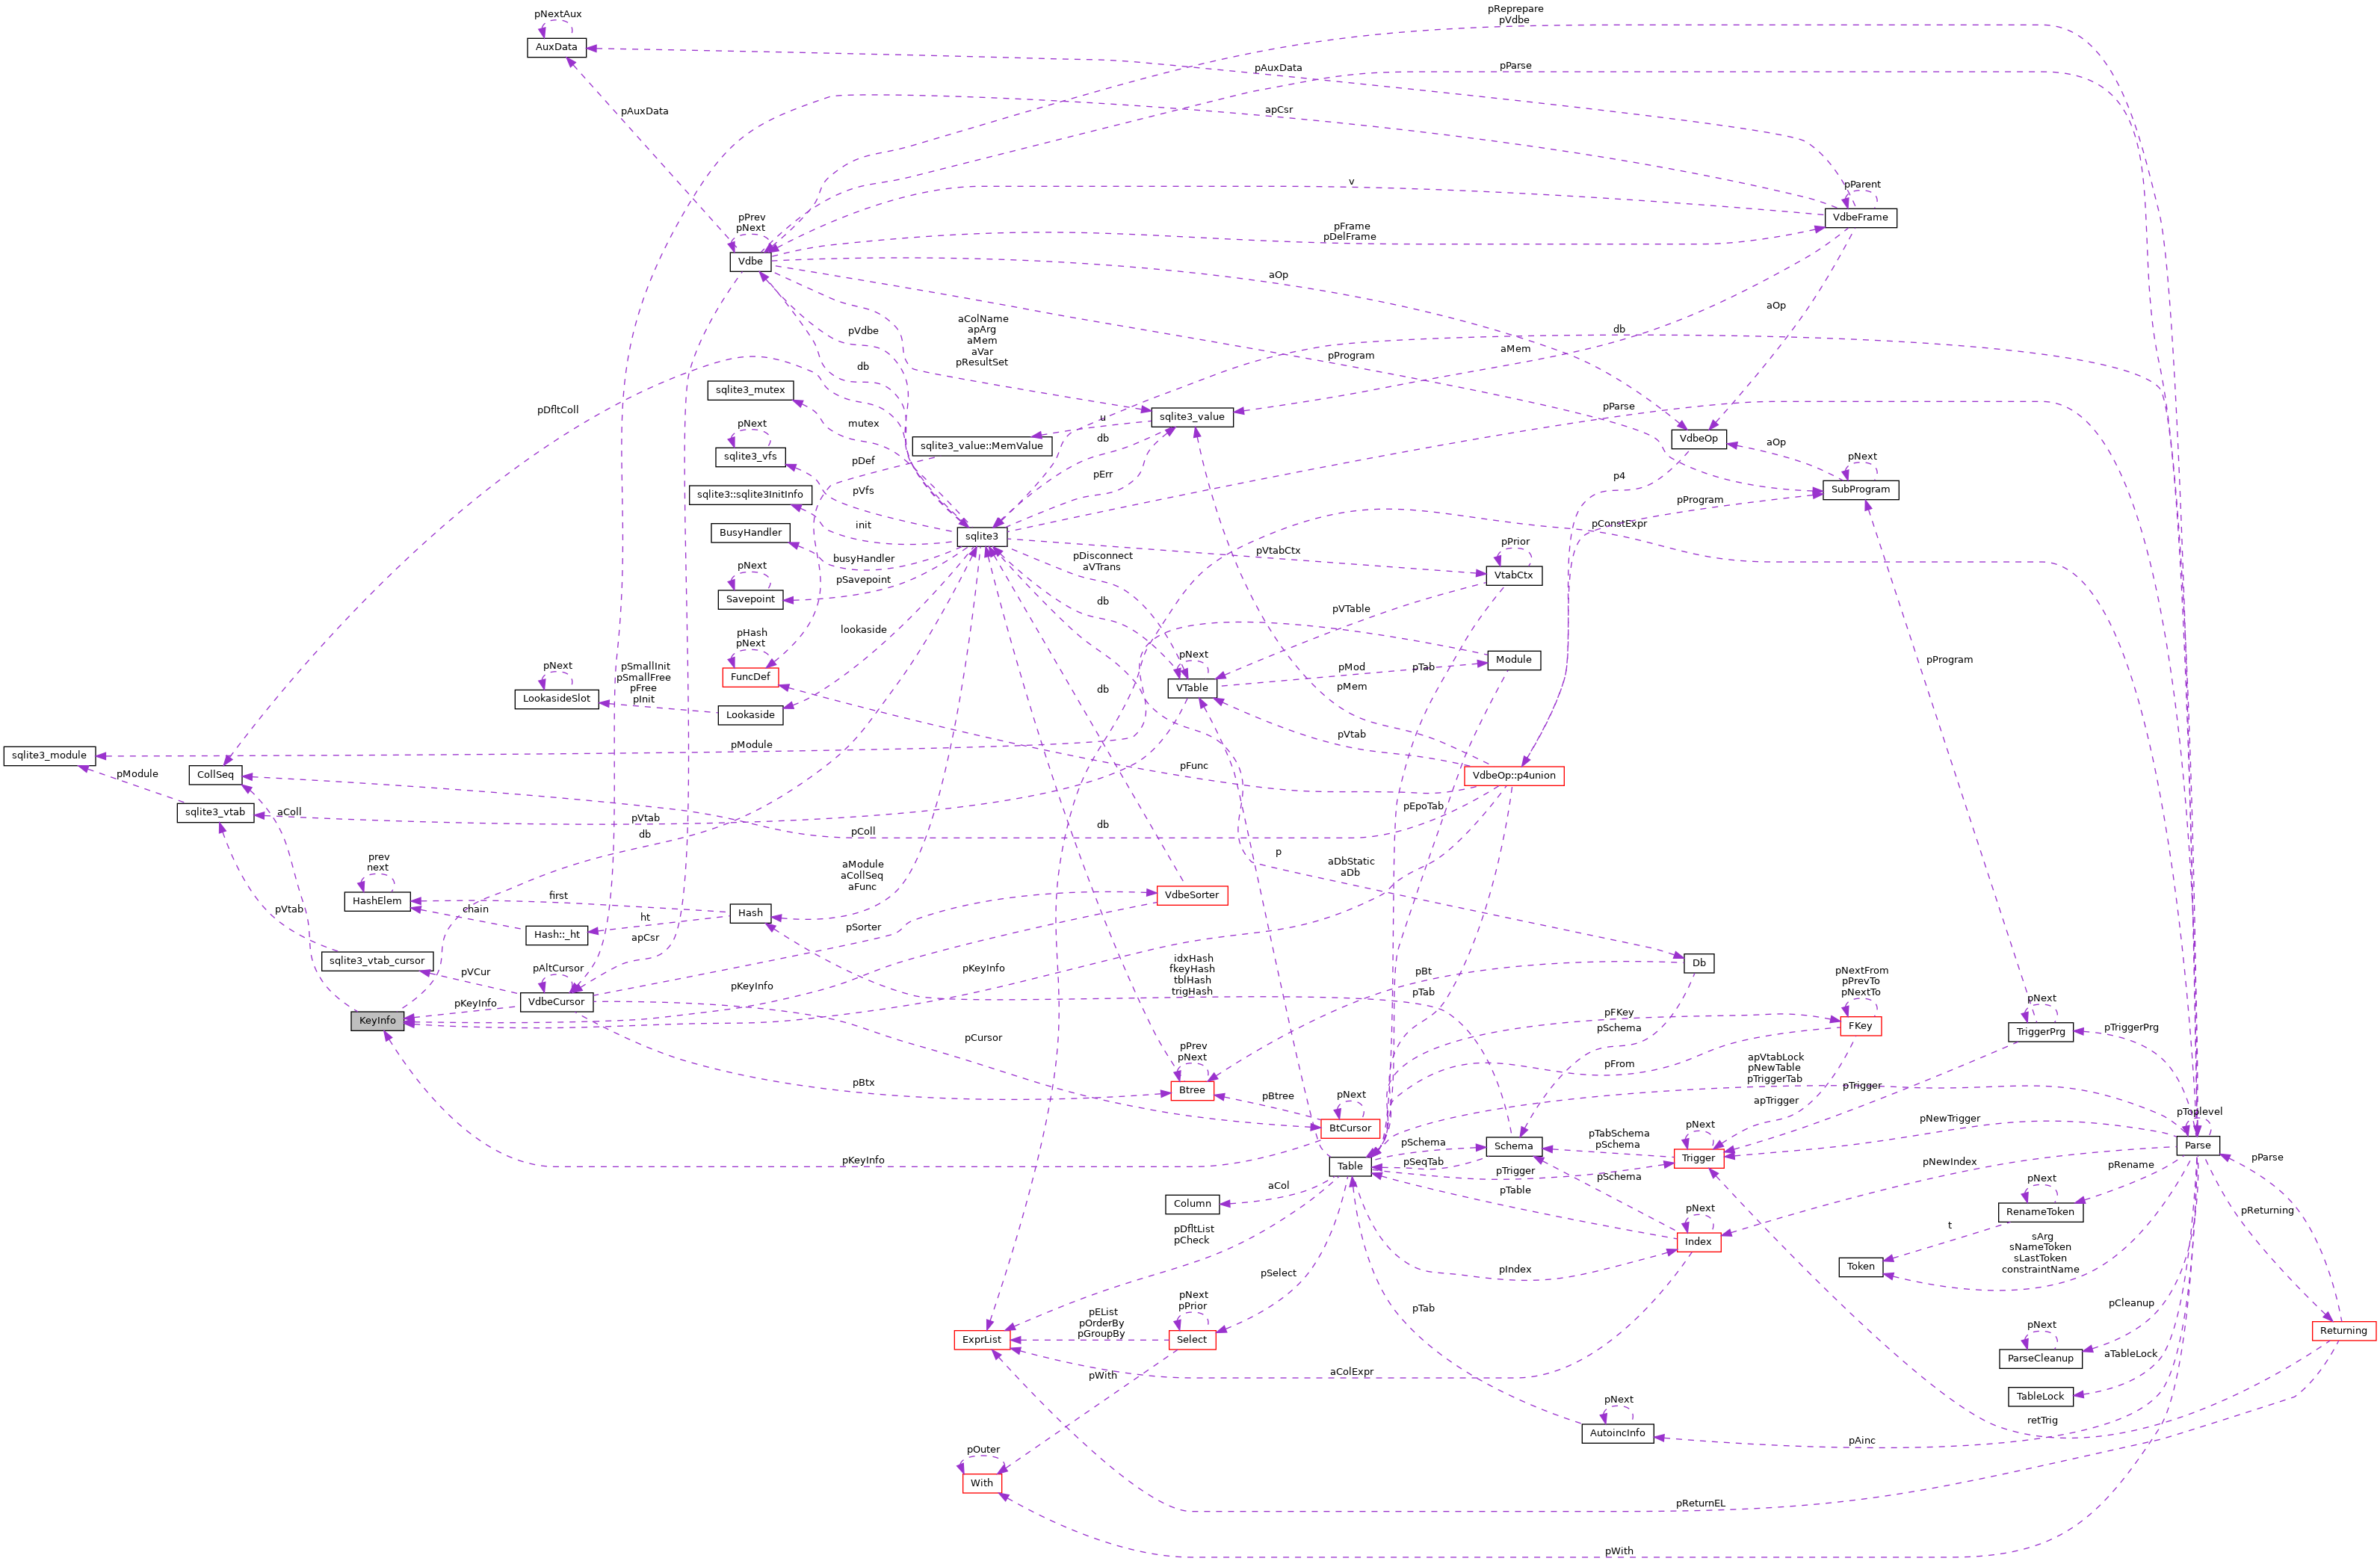 pReprepare
pVdbe
pNextAux
AuxData
pAuxData
pParse
pAuxData
apCsr
v
pParent
VdbeFrame
pPrev
pNext
Vdbe
pFrame
pDelFrame
aOp
aOp
pVdbe
aColName
apArg
aMem
aVar
pResultSet
db
aMem
pProgram
db
pDfltColl
sqlite3_mutex
mutex
u
sqlite3_value
pParse
pNext
sqlite3_vfs
sqlite3_value::MemValue
db
VdbeOp
aOp
pDef
pErr
p4
pNext
SubProgram
sqlite3::sqlite3InitInfo
pVfs
pProgram
init
BusyHandler
sqlite3
pConstExpr
busyHandler
pDisconnect
aVTrans
pVtabCtx
pPrior
VtabCtx
pNext
Savepoint
pSavepoint
db
pVTable
lookaside
pHash
pNext
FuncDef
pNext
VTable
pMod
pTab
Module
pProgram
pNext
LookasideSlot
pSmallInit
pSmallFree
pFree
pInit
Lookaside
db
pMem
sqlite3_module
pModule
pVtab
pModule
CollSeq
pFunc
VdbeOp::p4union
sqlite3_vtab
aColl
pVtab
db
pColl
db
pEpoTab
p
prev
next
HashElem
first
aModule
aCollSeq
aFunc
aDbStatic
aDb
VdbeSorter
pVtab
chain
Hash
ht
Hash::_ht
apCsr
pSorter
sqlite3_vtab_cursor
pVCur
pAltCursor
VdbeCursor
pKeyInfo
KeyInfo
pKeyInfo
pKeyInfo
idxHash
fkeyHash
tblHash
trigHash
pBt
pTab
Db
pNextFrom
pPrevTo
pNextTo
FKey
pFKey
pSchema
pNext
TriggerPrg
pTriggerPrg
pCursor
pPrev
pNext
Btree
pBtx
pFrom
apVtabLock
pNewTable
pTriggerTab
pTrigger
apTrigger
pBtree
pNext
BtCursor
pToplevel
Parse
pNewTrigger
pKeyInfo
pSchema
Schema
pTabSchema
pSchema
pNext
Trigger
Table
pSeqTab
pTrigger
pSchema
pNewIndex
pRename
pParse
aCol
Column
pTable
pNext
Index
pNext
RenameToken
pReturning
t
pDfltList
pCheck
sArg
sNameToken
sLastToken
constraintName
Token
pSelect
pIndex
pNext
pPrior
Select
pEList
pOrderBy
pGroupBy
ExprList
pTab
pCleanup
pNext
ParseCleanup
Returning
aTableLock
pWith
aColExpr
TableLock
pNext
AutoincInfo
retTrig
pAinc
pOuter
With
pReturnEL
pWith